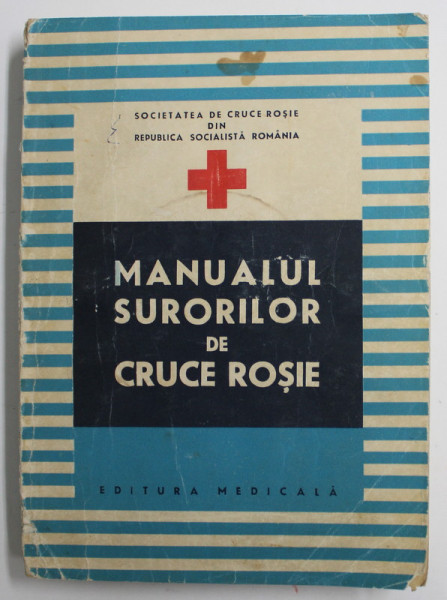 SOCIETATEA DE CRUCE ROȘIE
DIN
REPUBLICA SOCIALISTĂ ROMÂNIA
MANUALUL
SURORILOR
DE
CRUCE ROȘIE
EDITURA MEDICALĂ